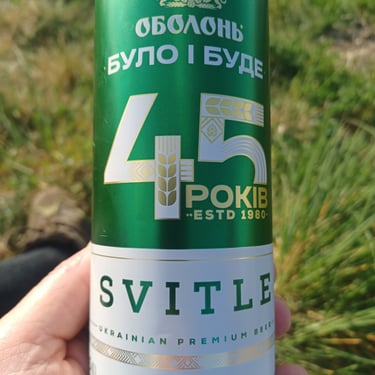 ОБОЛОНЬ
БУЛО І БУДЕ
45
РОКІВ
ESTD 1980
SVITLE
UKRAINIAN PREMIUM BEER